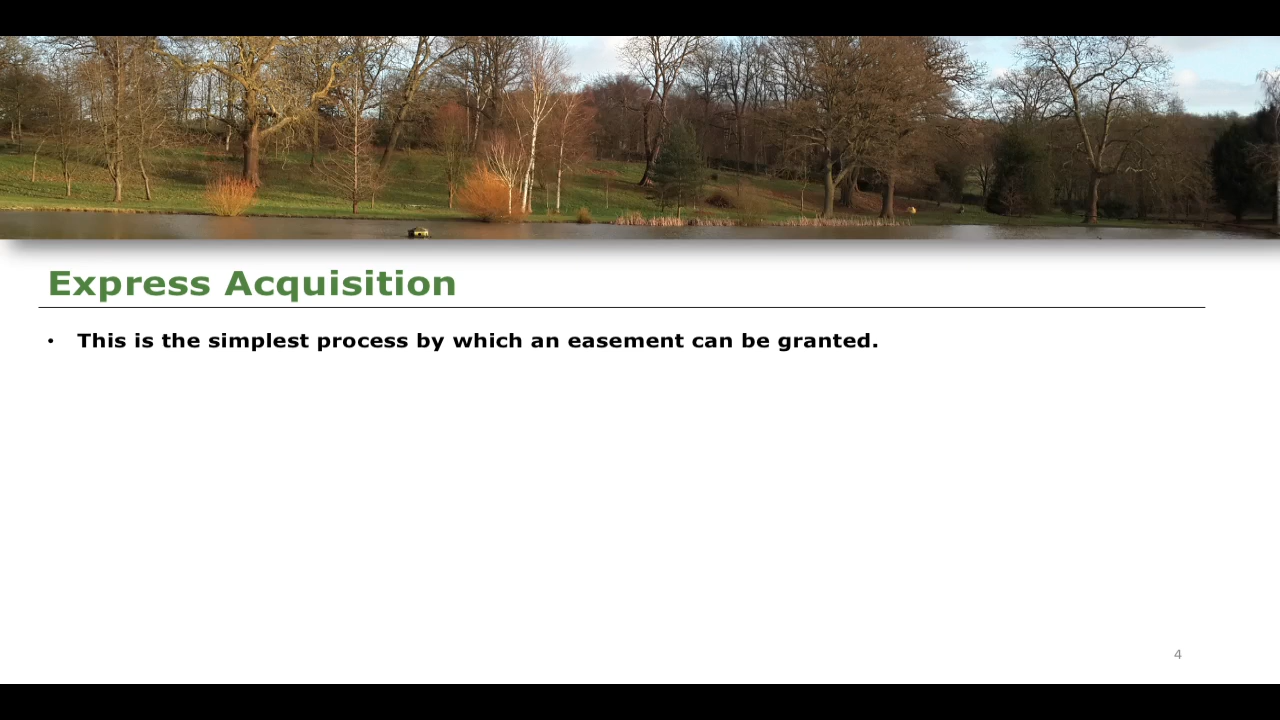 Express Acquisition
• This is the simplest process by which an easement can be granted.
4